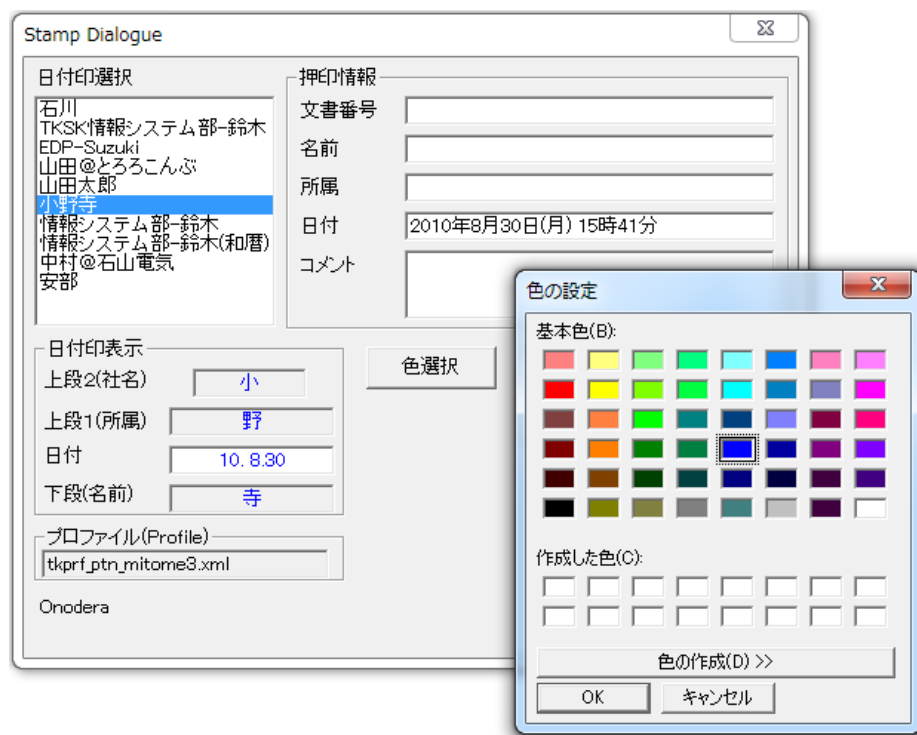 Stamp Dialogue
日付印選択
石川
TKSK情報システム部-鈴木
EDP-Suzuki
山田@とろろこんぶ
山田太郎
小野寺
情報システム部-鈴木
情報システム部-鈴木(和暦)
中村@石山電気
安部
押印情報
文書番号
名前
所属
日付
2010年8月30日(月) 15時41分
コメント
日付印表示
上段2(社名)
小
上段1(所属)
野
日付
10. 8.30
下段(名前)
寺
色選択
プロファイル(Profile)
tkprf_ptn_mitome3.xml
Onodera
色の設定
基本色(B):
作成した色(C):
色の作成(D) >>
OK
キャンセル